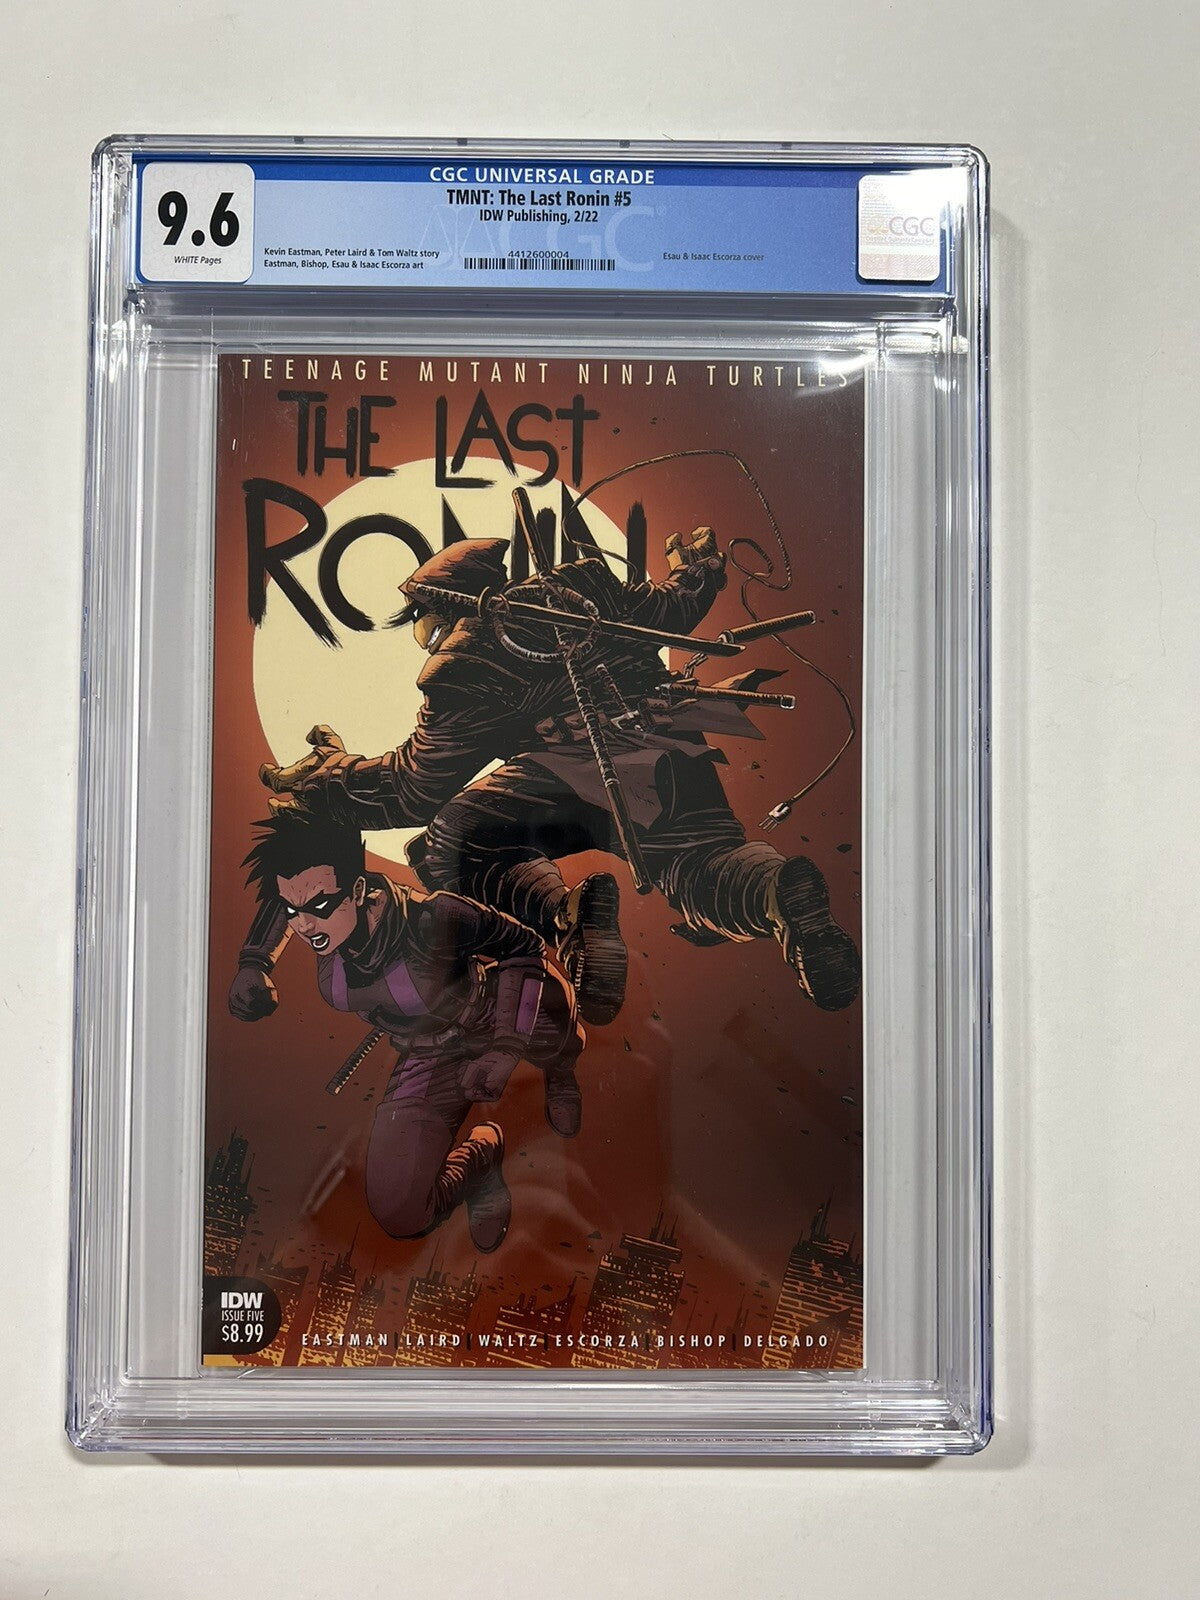 CGC UNIVERSAL GRADE
9.6
WHITE Pages
TMNT: The Last Ronin #5
IDW Publishing, 2/22
Kevin Eastman, Peter Laird & Tom Waltz story
Eastman, Bishop, Esau & Isaac Escorza art
4412600004
Esau & Isaac Escorza cover
CGC
CGC
TEENAGE MUTANT NINJA TURTLES
THE LAST
RONIN
IDW
ISSUE FIVE
$8.99
EASTMAN | LAIRD | WALTZ | ESCORZA | BISHOP | DELGADO